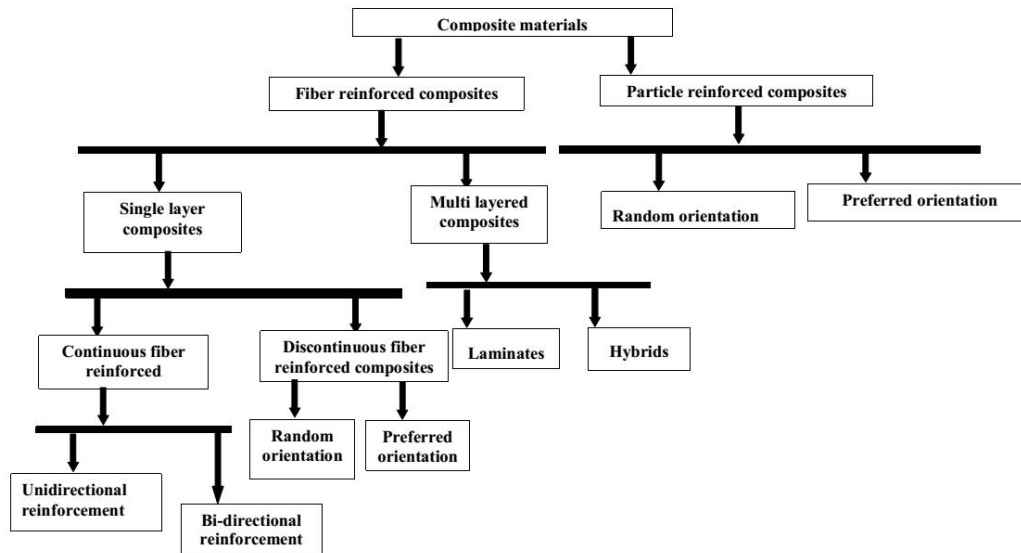 Composite materials
Fiber reinforced composites
Particle reinforced composites
Single layer
composites
Multi layered
composites
Random orientation
Preferred orientation
Continuous fiber
reinforced
Discontinuous fiber
reinforced composites
Laminates
Hybrids
Random
orientation
Preferred
orientation
Unidirectional
reinforcement
Bi-directional
reinforcement